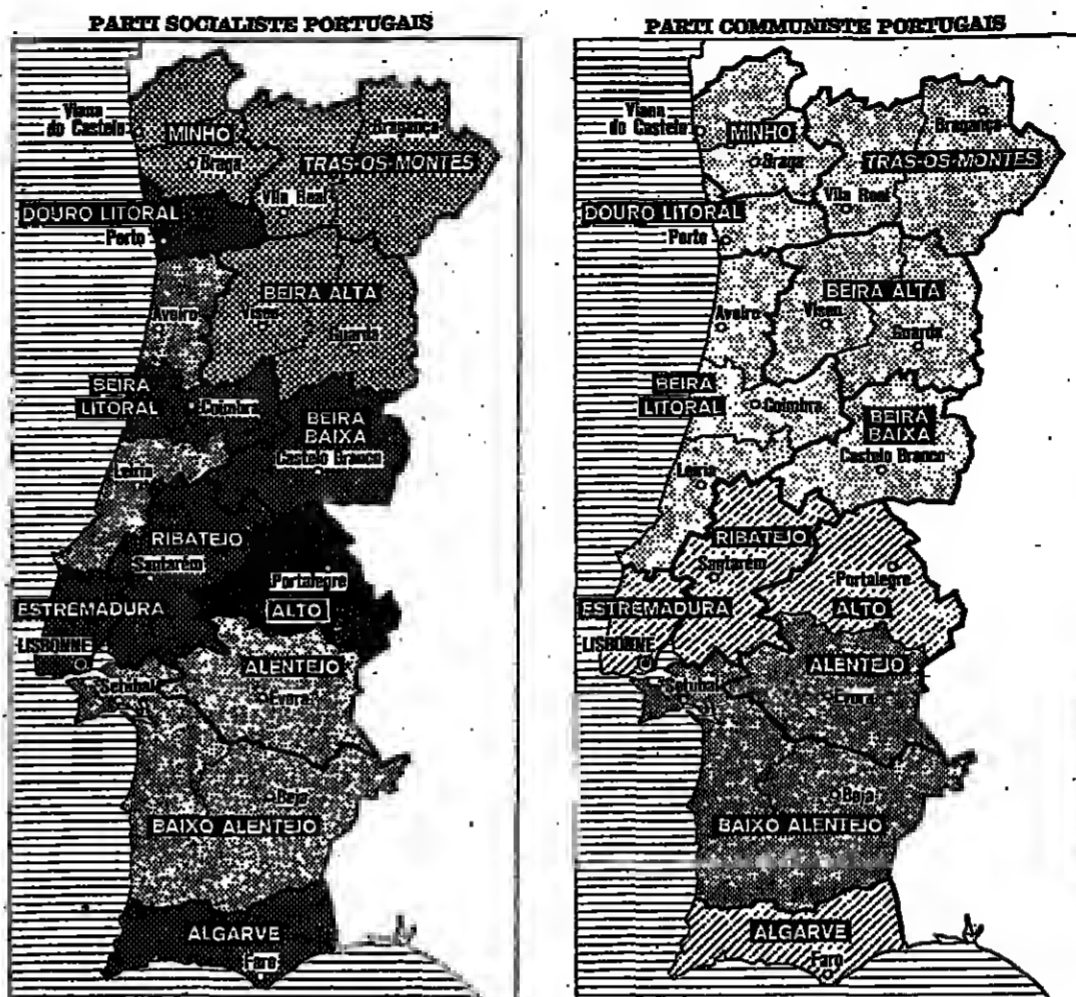 PARTI SOCIALISTE PORTUGAIS
Viana
do Castelo
MINHO
Braga
Bragança
TRAS-OS-MONTES
Vila Real
DOURO LITORAL
Porto
BEIRA ALTA
Aveiro
Viseu
Guarda
BEIRA
LITORAL
Coimbra
BEIRA
BAIXA
Castelo Branco
Leiria
RIBATEJO
Santarém
Portalegre
ESTREMADURA
ALTO
LISBONNE
ALENTEJO
Setubal
Evora
Beja
BAIXO ALENTEJO
ALGARVE
Faro
PARTI COMMUNISTE PORTUGAIS
Viana
do Castelo
MINHO
Braga
Bragança
TRAS-OS-MONTES
Vila Real
DOURO LITORAL
Porto
BEIRA ALTA
Aveiro
Viseu
Guarda
BEIRA
LITORAL
Coimbra
BEIRA
BAIXA
Castelo Branco
Leiria
RIBATEJO
Santarém
Portalegre
ESTREMADURA
ALTO
LISBONNE
ALENTEJO
Setubal
Evora
Beja
BAIXO ALENTEJO
ALGARVE
Faro